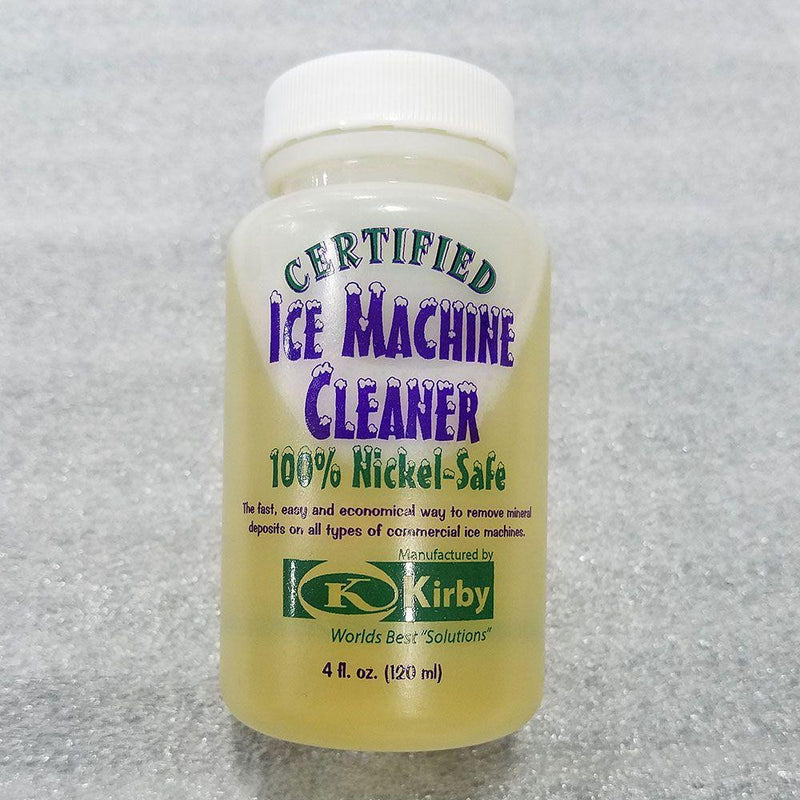 CERTIFIED
ICE MACHINE
CLEANER
100% Nickel-Safe
The fast, easy and economical way to remove mineral
deposits on all types of commercial ice machines.
Manufactured by
K Kirby
Worlds Best "Solutions"
4 fl. oz. (120 ml)